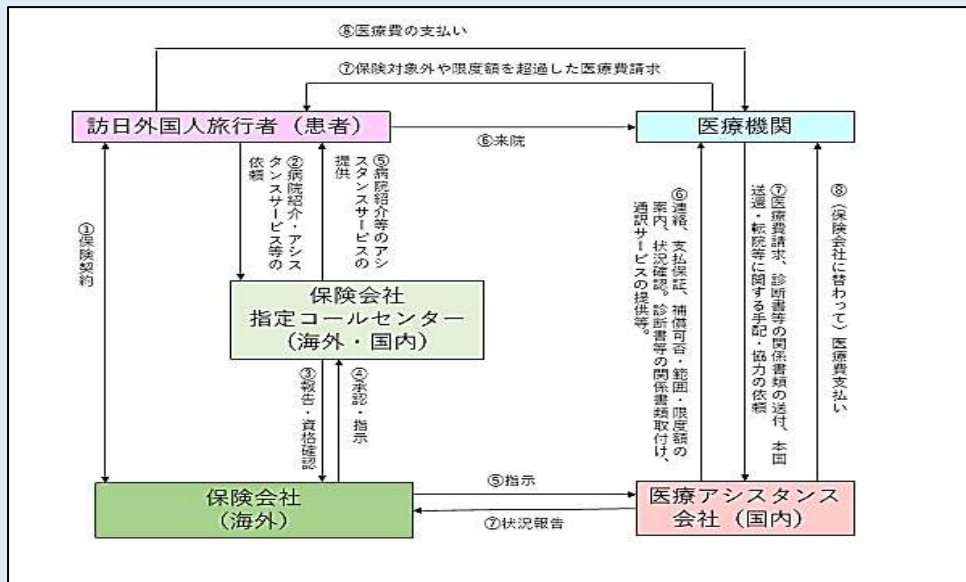 ⑧医療費の支払い
⑦保険対象外や限度額を超過した医療費請求
訪日外国人旅行者（患者）
医療機関
⑥来院
①保険契約
②病院紹介・アシス
タンスサービス等の
依頼
⑤病院紹介等のアシ
スタンスサービスの
提供
⑥連絡、支払保証、補償可否・範囲・限度額の
案内、状況確認。診断書等の関係書類取付け、
通訳サービスの提供等。
⑦医療費請求、診断書等の関係書類の送付、本国
送還・転院等に関する手配・協力の依頼
⑧（保険会社に替わって）医療費支払い
保険会社
指定コールセンター
（海外・国内）
③報告・資格確認
④承認・指示
保険会社
（海外）
⑤指示
⑦状況報告
医療アシスタンス
会社（国内）